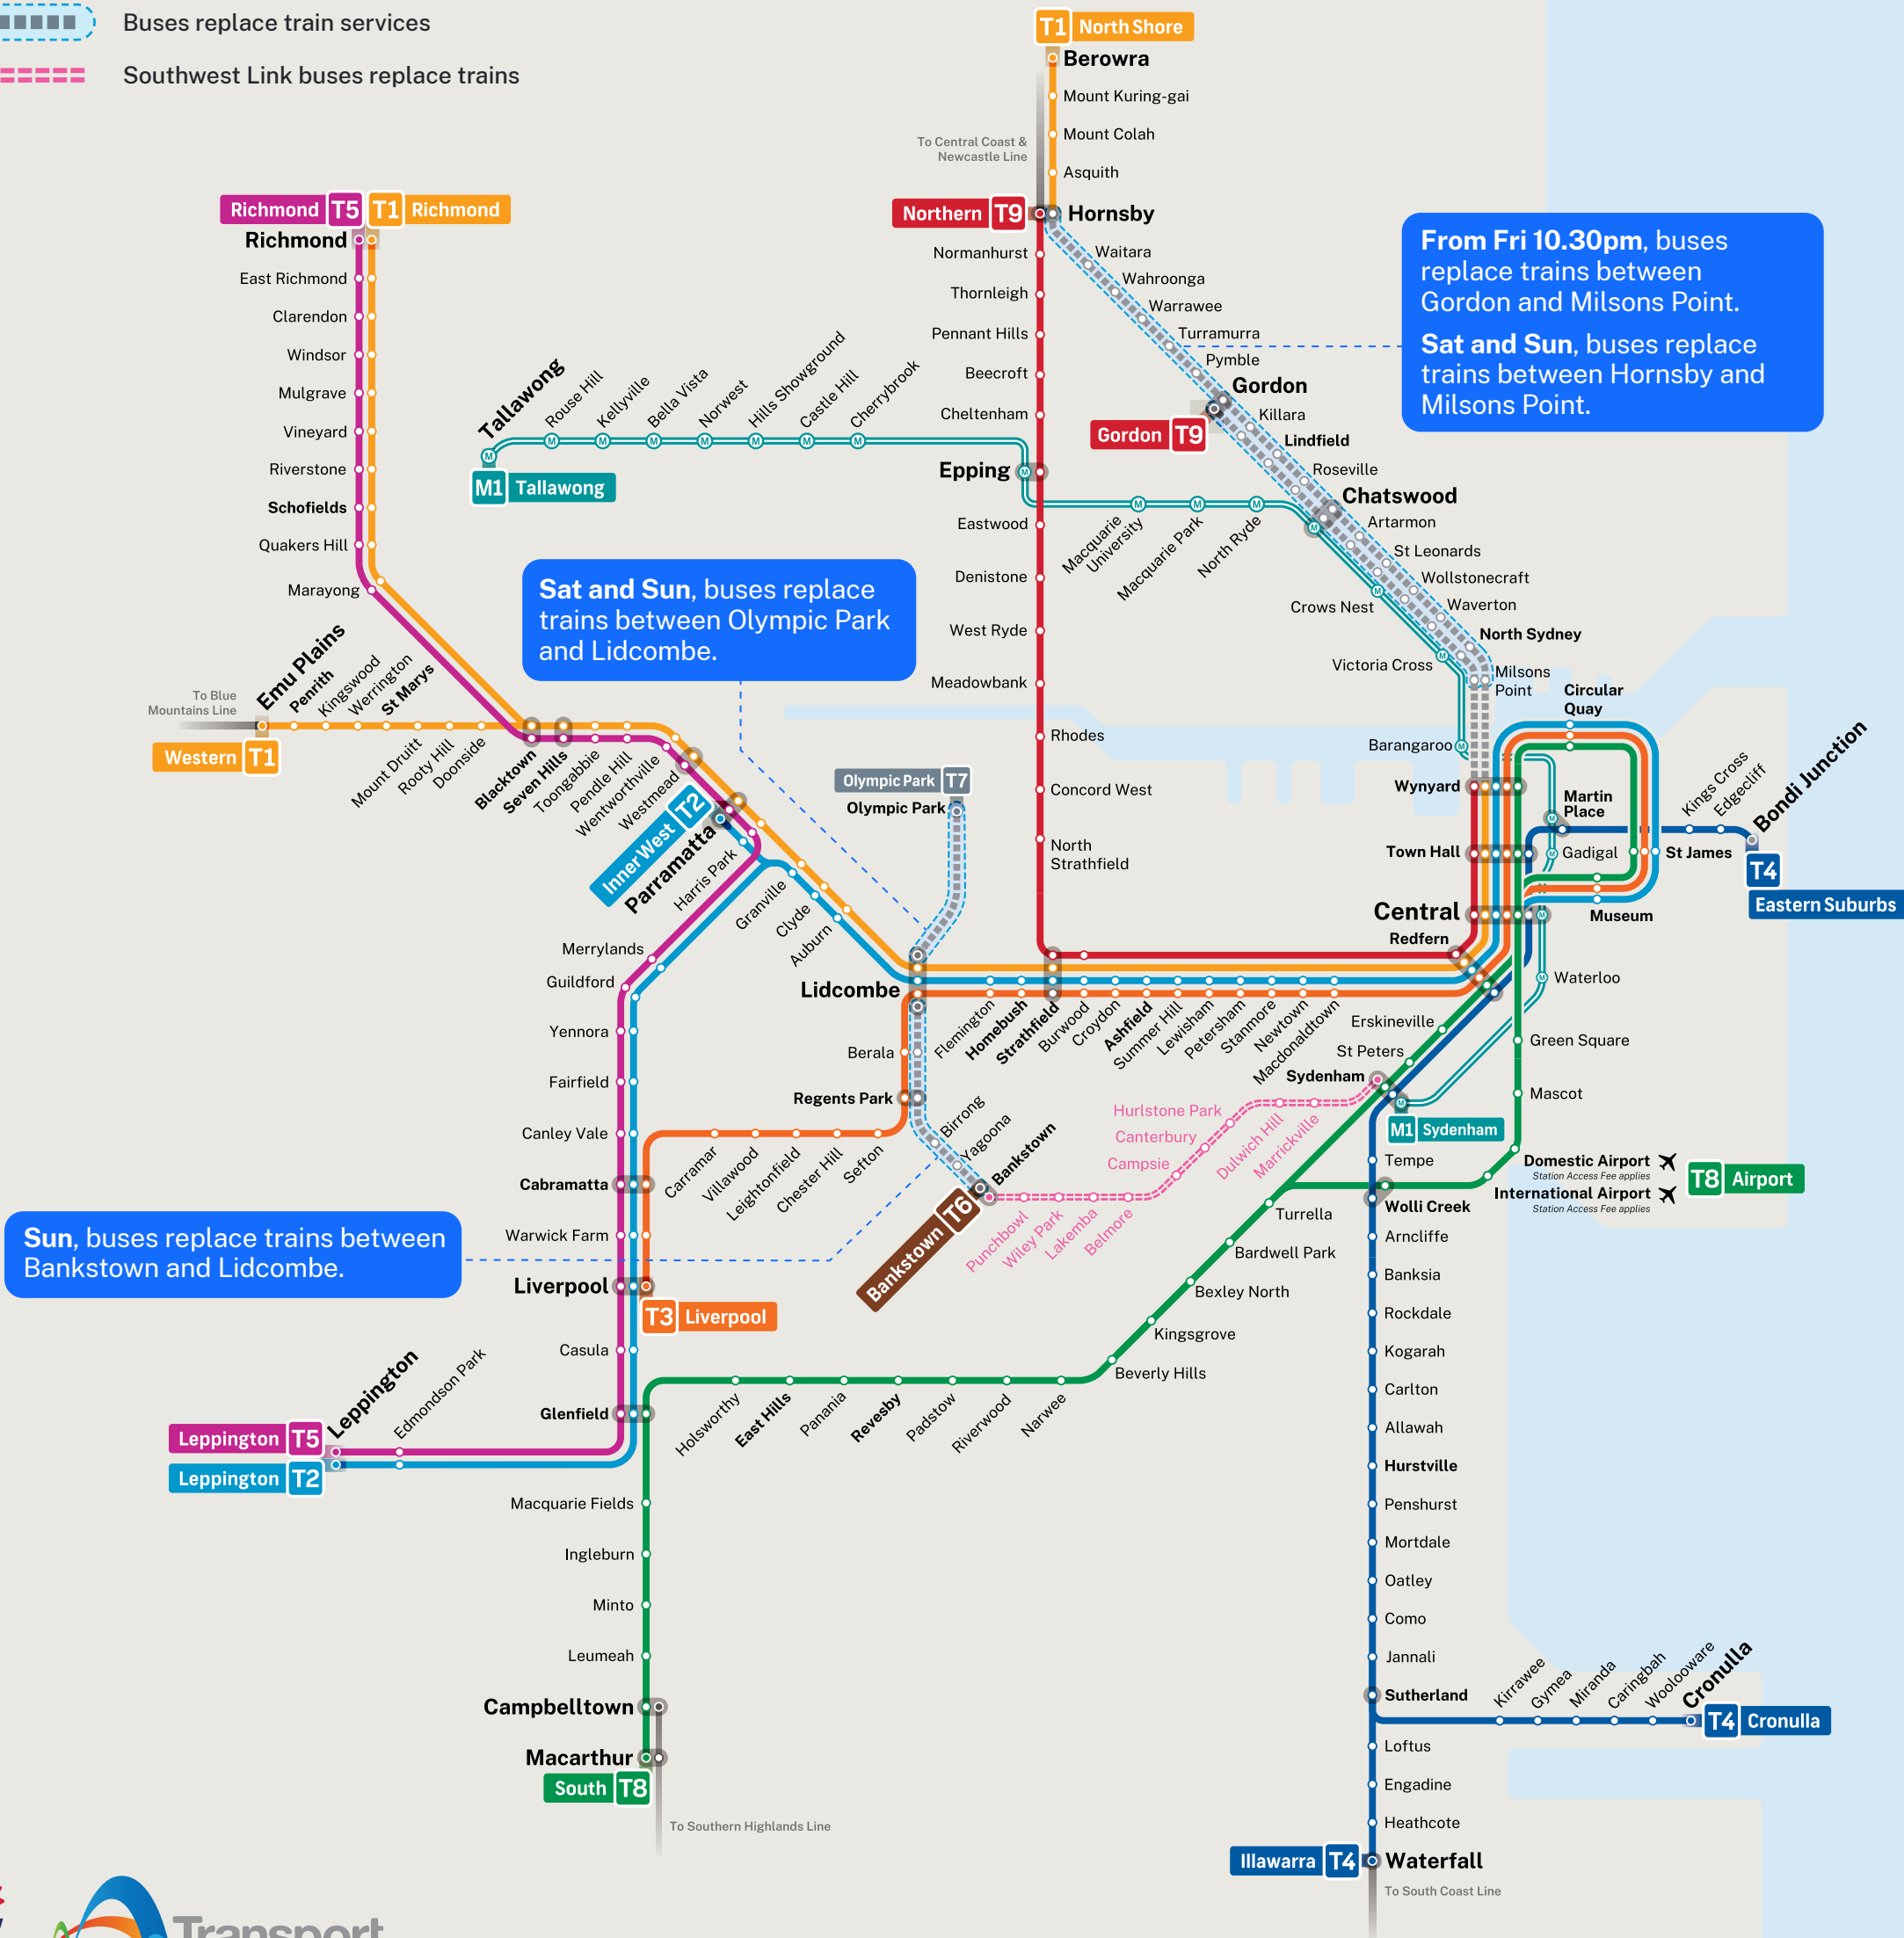 Buses replace train services
Southwest Link buses replace trains
T1 North Shore
Berowra
Mount Kuring-gai
Mount Colah
To Central Coast &
Newcastle Line
Asquith
Northern T9
Hornsby
Richmond T5
T1 Richmond
Richmond
East Richmond
Clarendon
Windsor
Mulgrave
Vineyard
Riverstone
Schofields
Quakers Hill
Marayong
Normanhurst
Thornleigh
Pennant Hills
Beecroft
Cheltenham
Epping
Eastwood
Denistone
West Ryde
Meadowbank
Rhodes
Concord West
North
Strathfield
Waitara
Wahroonga
Warrawee
Turramurra
Pymble
Gordon
Gordon T9
Killara
Lindfield
Roseville
Chatswood
Artarmon
St Leonards
Wollstonecraft
Waverton
North Sydney
Milsons
Point
From Fri 10.30pm, buses
replace trains between
Gordon and Milsons Point.
Sat and Sun, buses replace
trains between Hornsby and
Milsons Point.
Tallawong
M1 Tallawong
Rouse Hill
Kellyville
Bella Vista
Norwest
Hills Showground
Castle Hill
Cherrybrook
Macquarie
University
Macquarie Park
North Ryde
Crows Nest
Victoria Cross
Barangaroo
Sat and Sun, buses replace
trains between Olympic Park
and Lidcombe.
To Blue
Mountains Line
Western T1
Emu Plains
Penrith
Kingswood
Werrington
St Marys
Mount Druitt
Rooty Hill
Doonside
Blacktown
Seven Hills
Toongabbie
Pendle Hill
Wentworthville
Westmead
Inner West T2
Parramatta
Harris Park
Granville
Clyde
Auburn
Olympic Park T7
Olympic Park
Lidcombe
Circular
Quay
Wynyard
Martin
Place
Kings Cross
Edgecliff
Bondi Junction
T4
Eastern Suburbs
Town Hall
Gadigal
St James
Central
Museum
Redfern
Waterloo
Flemington
Homebush
Strathfield
Burwood
Croydon
Ashfield
Summer Hill
Lewisham
Petersham
Stanmore
Newtown
Macdonaldtown
Erskineville
St Peters
Sydenham
M1 Sydenham
Green Square
Mascot
Domestic Airport
Station Access Fee applies
International Airport
Station Access Fee applies
T8 Airport
Merrylands
Guildford
Yennora
Fairfield
Canley Vale
Cabramatta
Warwick Farm
Liverpool
T3 Liverpool
Casula
Glenfield
Berala
Regents Park
Carramar
Villawood
Leightonfield
Chester Hill
Sefton
Birrong
Yagoona
Bankstown
Bankstown T6
Punchbowl
Wiley Park
Lakemba
Belmore
Campsie
Canterbury
Hurlstone Park
Dulwich Hill
Marrickville
Sun, buses replace trains between
Bankstown and Lidcombe.
Leppington
Edmondson Park
Leppington T5
Leppington T2
Tempe
Wolli Creek
Turrella
Bardwell Park
Bexley North
Kingsgrove
Beverly Hills
Narwee
Riverwood
Padstow
Revesby
Panania
East Hills
Holsworthy
Macquarie Fields
Ingleburn
Minto
Leumeah
Campbelltown
Macarthur
South T8
To Southern Highlands Line
Arncliffe
Banksia
Rockdale
Kogarah
Carlton
Allawah
Hurstville
Penshurst
Mortdale
Oatley
Como
Jannali
Sutherland
Kirrawee
Gymea
Miranda
Caringbah
Woolooware
Cronulla
T4 Cronulla
Loftus
Engadine
Heathcote
Illawarra T4
Waterfall
To South Coast Line
Transport